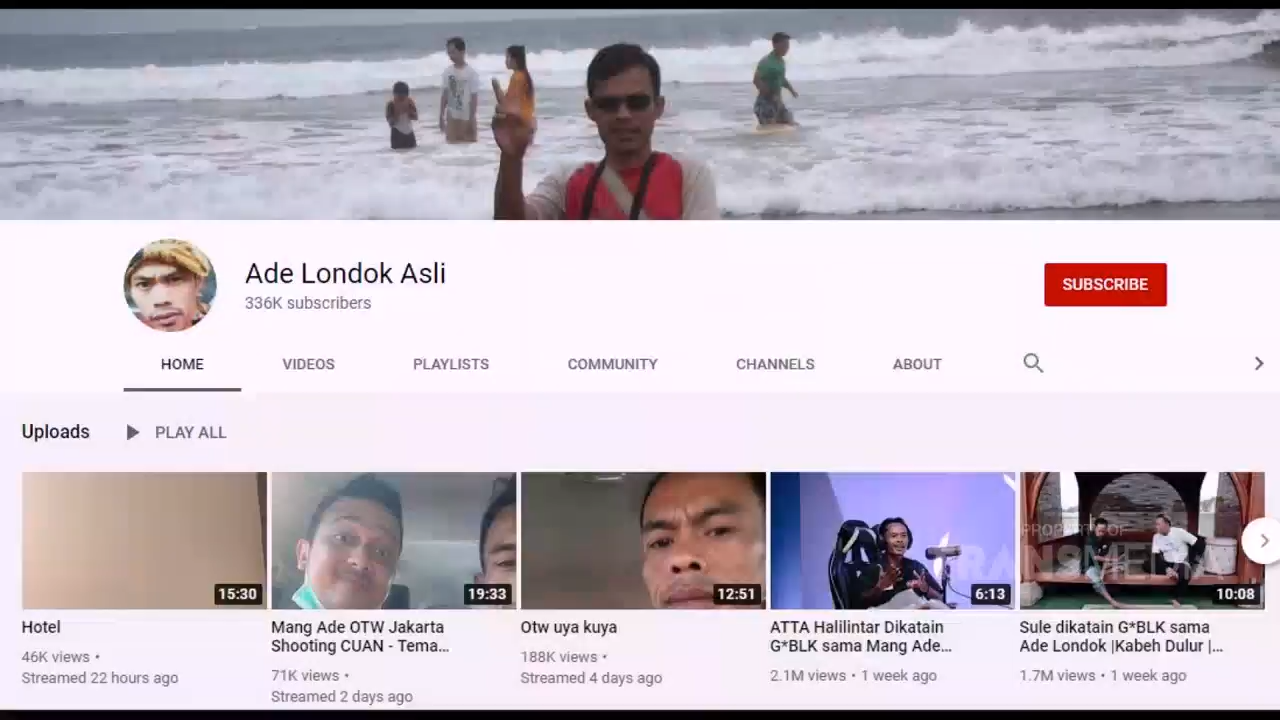 Ade Londok Asli
336K subscribers
SUBSCRIBE
HOME
VIDEOS
PLAYLISTS
COMMUNITY
CHANNELS
ABOUT
Uploads
PLAY ALL
15:30
19:33
12:51
6:13
PROPERTY OF
TRANSMEDIA
10:08
Hotel
46K views •
Streamed 22 hours ago
Mang Ade OTW Jakarta
Shooting CUAN - Tema...
71K views •
Streamed 2 days ago
Otw uya kuya
188K views •
Streamed 4 days ago
ATTA Halilintar Dikatain
G*BLK sama Mang Ade...
2.1M views • 1 week ago
Sule dikatain G*BLK sama
Ade Londok |Kabeh Dulur |...
1.7M views • 1 week ago